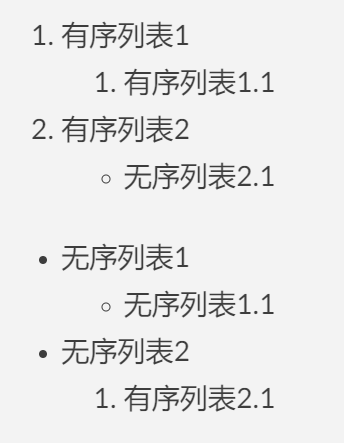 1. 有序列表1
1. 有序列表1.1
2. 有序列表2
◦ 无序列表2.1
• 无序列表1
◦ 无序列表1.1
• 无序列表2
1. 有序列表2.1